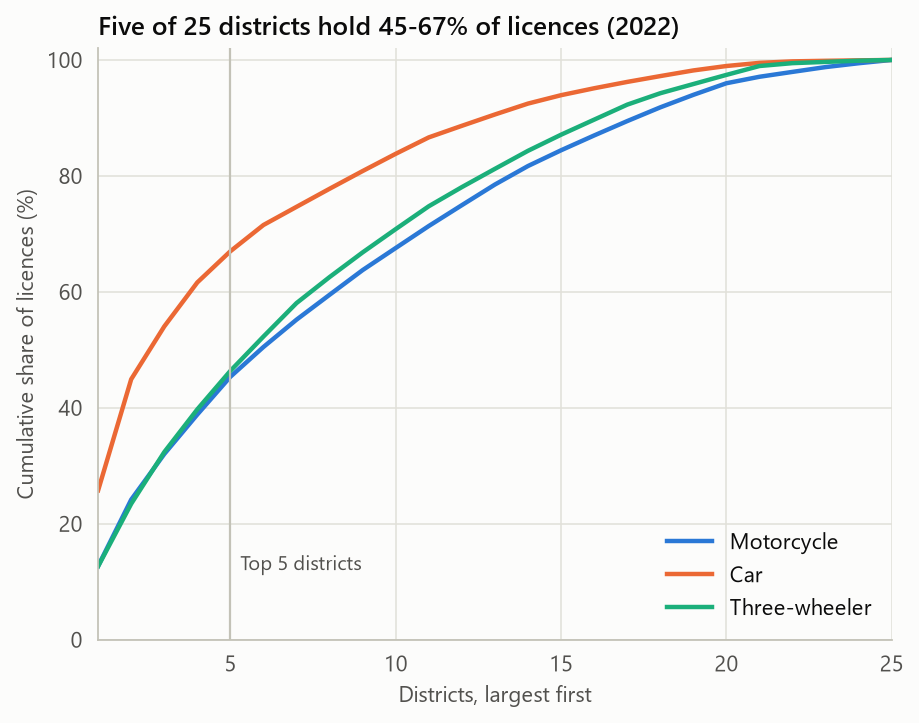 Five of 25 districts hold 45-67% of licences (2022)
100
80
60
40
20
0
Cumulative share of licences (%)
Top 5 districts
Motorcycle
Car
Three-wheeler
5
10
15
20
25
Districts, largest first